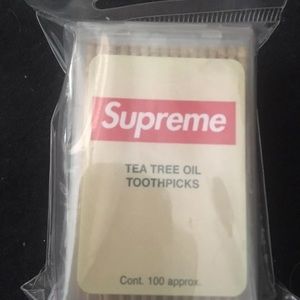 Supreme
TEA TREE OIL
TOOTHPICKS
Cont. 100 approx.